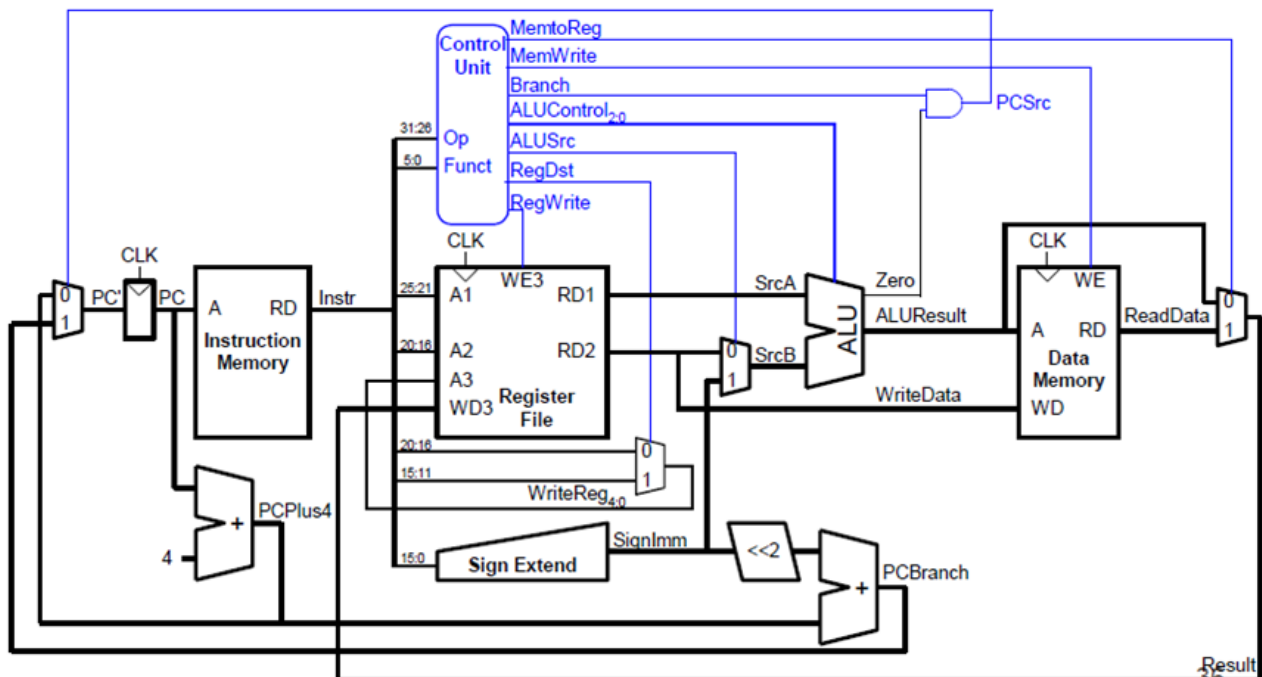 MemtoReg
Control
Unit
MemWrite
Branch
PCSrc
ALUControl2:0
31:26
Op
ALUSrc
5:0
Funct
RegDst
RegWrite
CLK
CLK
CLK
WE3
WE
Zero
0
1
PC'
PC
A
RD
Instr
25:21
A1
RD1
SrcA
ALU
ALUResult
A
RD
ReadData
0
1
Instruction
Memory
20:16
A2
RD2
0
1
SrcB
Data
Memory
A3
WD3
Register
File
WriteData
WD
20:16
0
15:11
1
WriteReg4:0
PCPlus4
+
4
SignImm
15:0
Sign Extend
<<2
+
PCBranch
Result